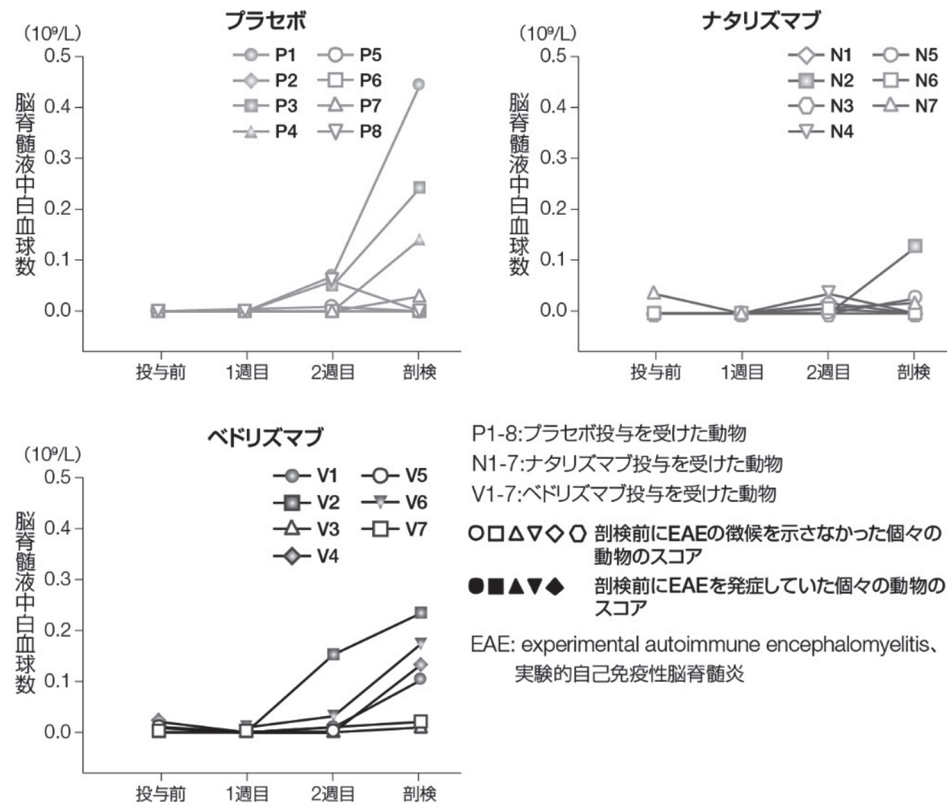 プラセボ
(10⁹/L)
0.5
0.4
0.3
0.2
0.1
0.0
脳脊髄液中白血球数
P1
P2
P3
P4
P5
P6
P7
P8
投与前
1週目
2週目
剖検
ナタリズマブ
(10⁹/L)
0.5
0.4
0.3
0.2
0.1
0.0
脳脊髄液中白血球数
N1
N2
N3
N4
N5
N6
N7
投与前
1週目
2週目
剖検
ベドリズマブ
(10⁹/L)
0.5
0.4
0.3
0.2
0.1
0.0
脳脊髄液中白血球数
V1
V2
V3
V4
V5
V6
V7
投与前
1週目
2週目
剖検
P1-8:プラセボ投与を受けた動物
N1-7:ナタリズマブ投与を受けた動物
V1-7:ベドリズマブ投与を受けた動物
剖検前にEAEの徴候を示さなかった個々の
動物のスコア
剖検前にEAEを発症していた個々の動物の
スコア
EAE: experimental autoimmune encephalomyelitis、
実験的自己免疫性脳脊髄炎